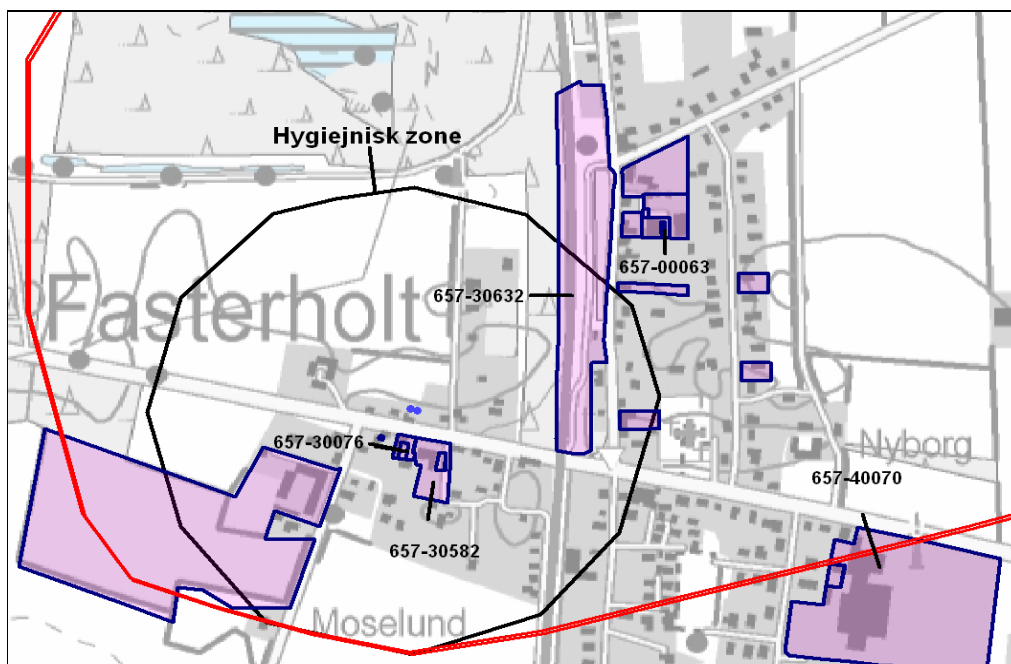 Hygiejnisk zone
657-00063
657-30632
Fasterholt
657-30076
Nyborg
657-40070
657-30582
Moselund